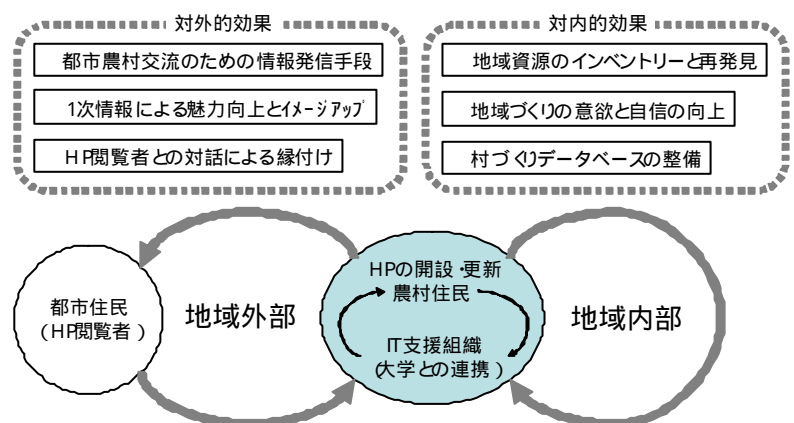 対外的効果
都市農村交流のための情報発信手段
1次情報による魅力向上とイメージアップ
HP閲覧者との対話による縁付け
対内的効果
地域資源のインベントリーと再発見
地域づくりの意欲と自信の向上
村づくりデータベースの整備
都市住民
(HP閲覧者)
地域外部
HPの開設・更新
農村住民
IT支援組織
(大学との連携)
地域内部